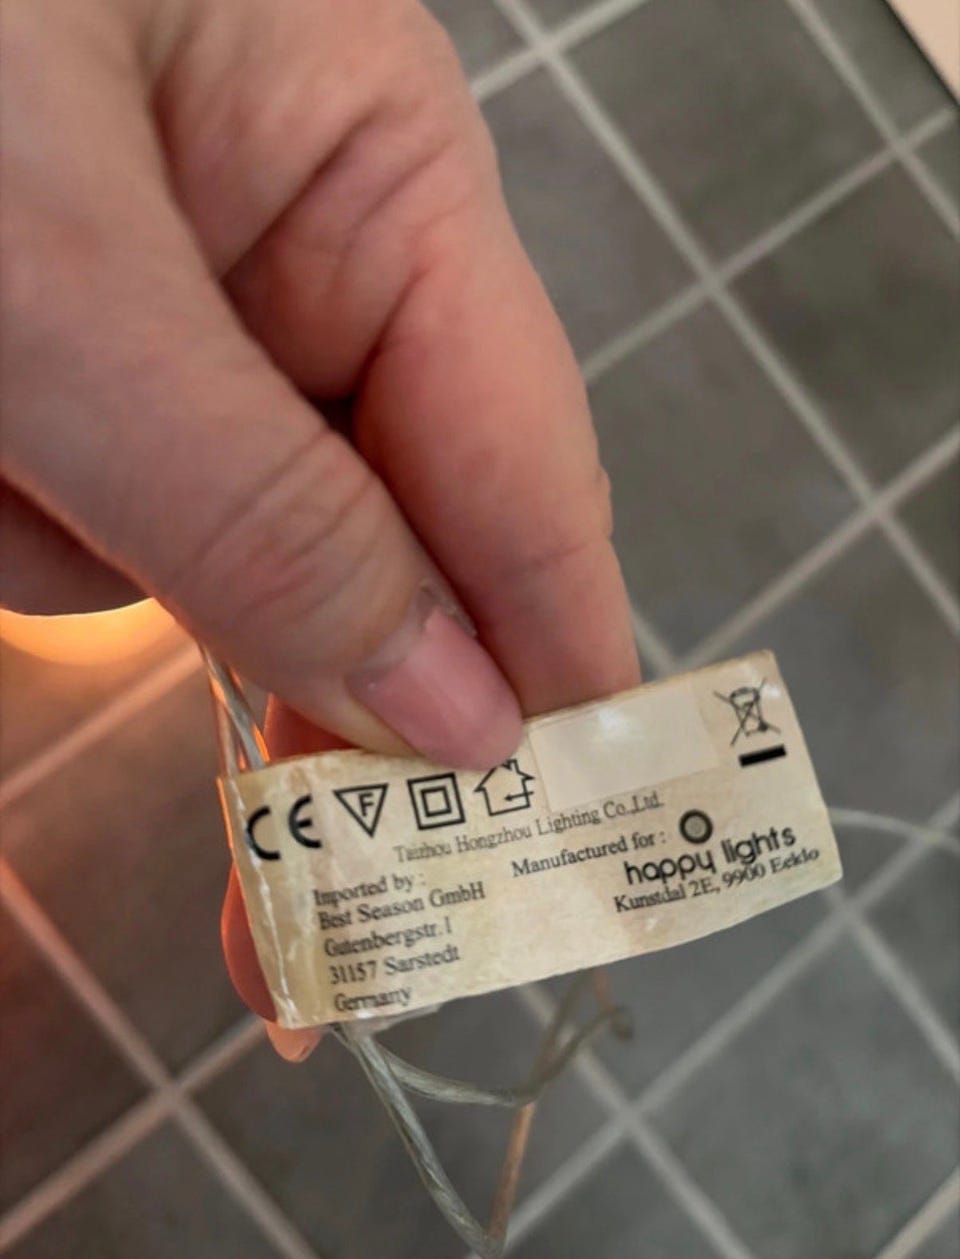 CE F
Taizhou Hongzhou Lighting Co.,Ltd.
Imported by :
Best Season GmbH
Gutenbergstr.1
31157 Sarstedt
Germany
Manufactured for :
happy lights
Kunstdal 2E, 9900 Eeklo